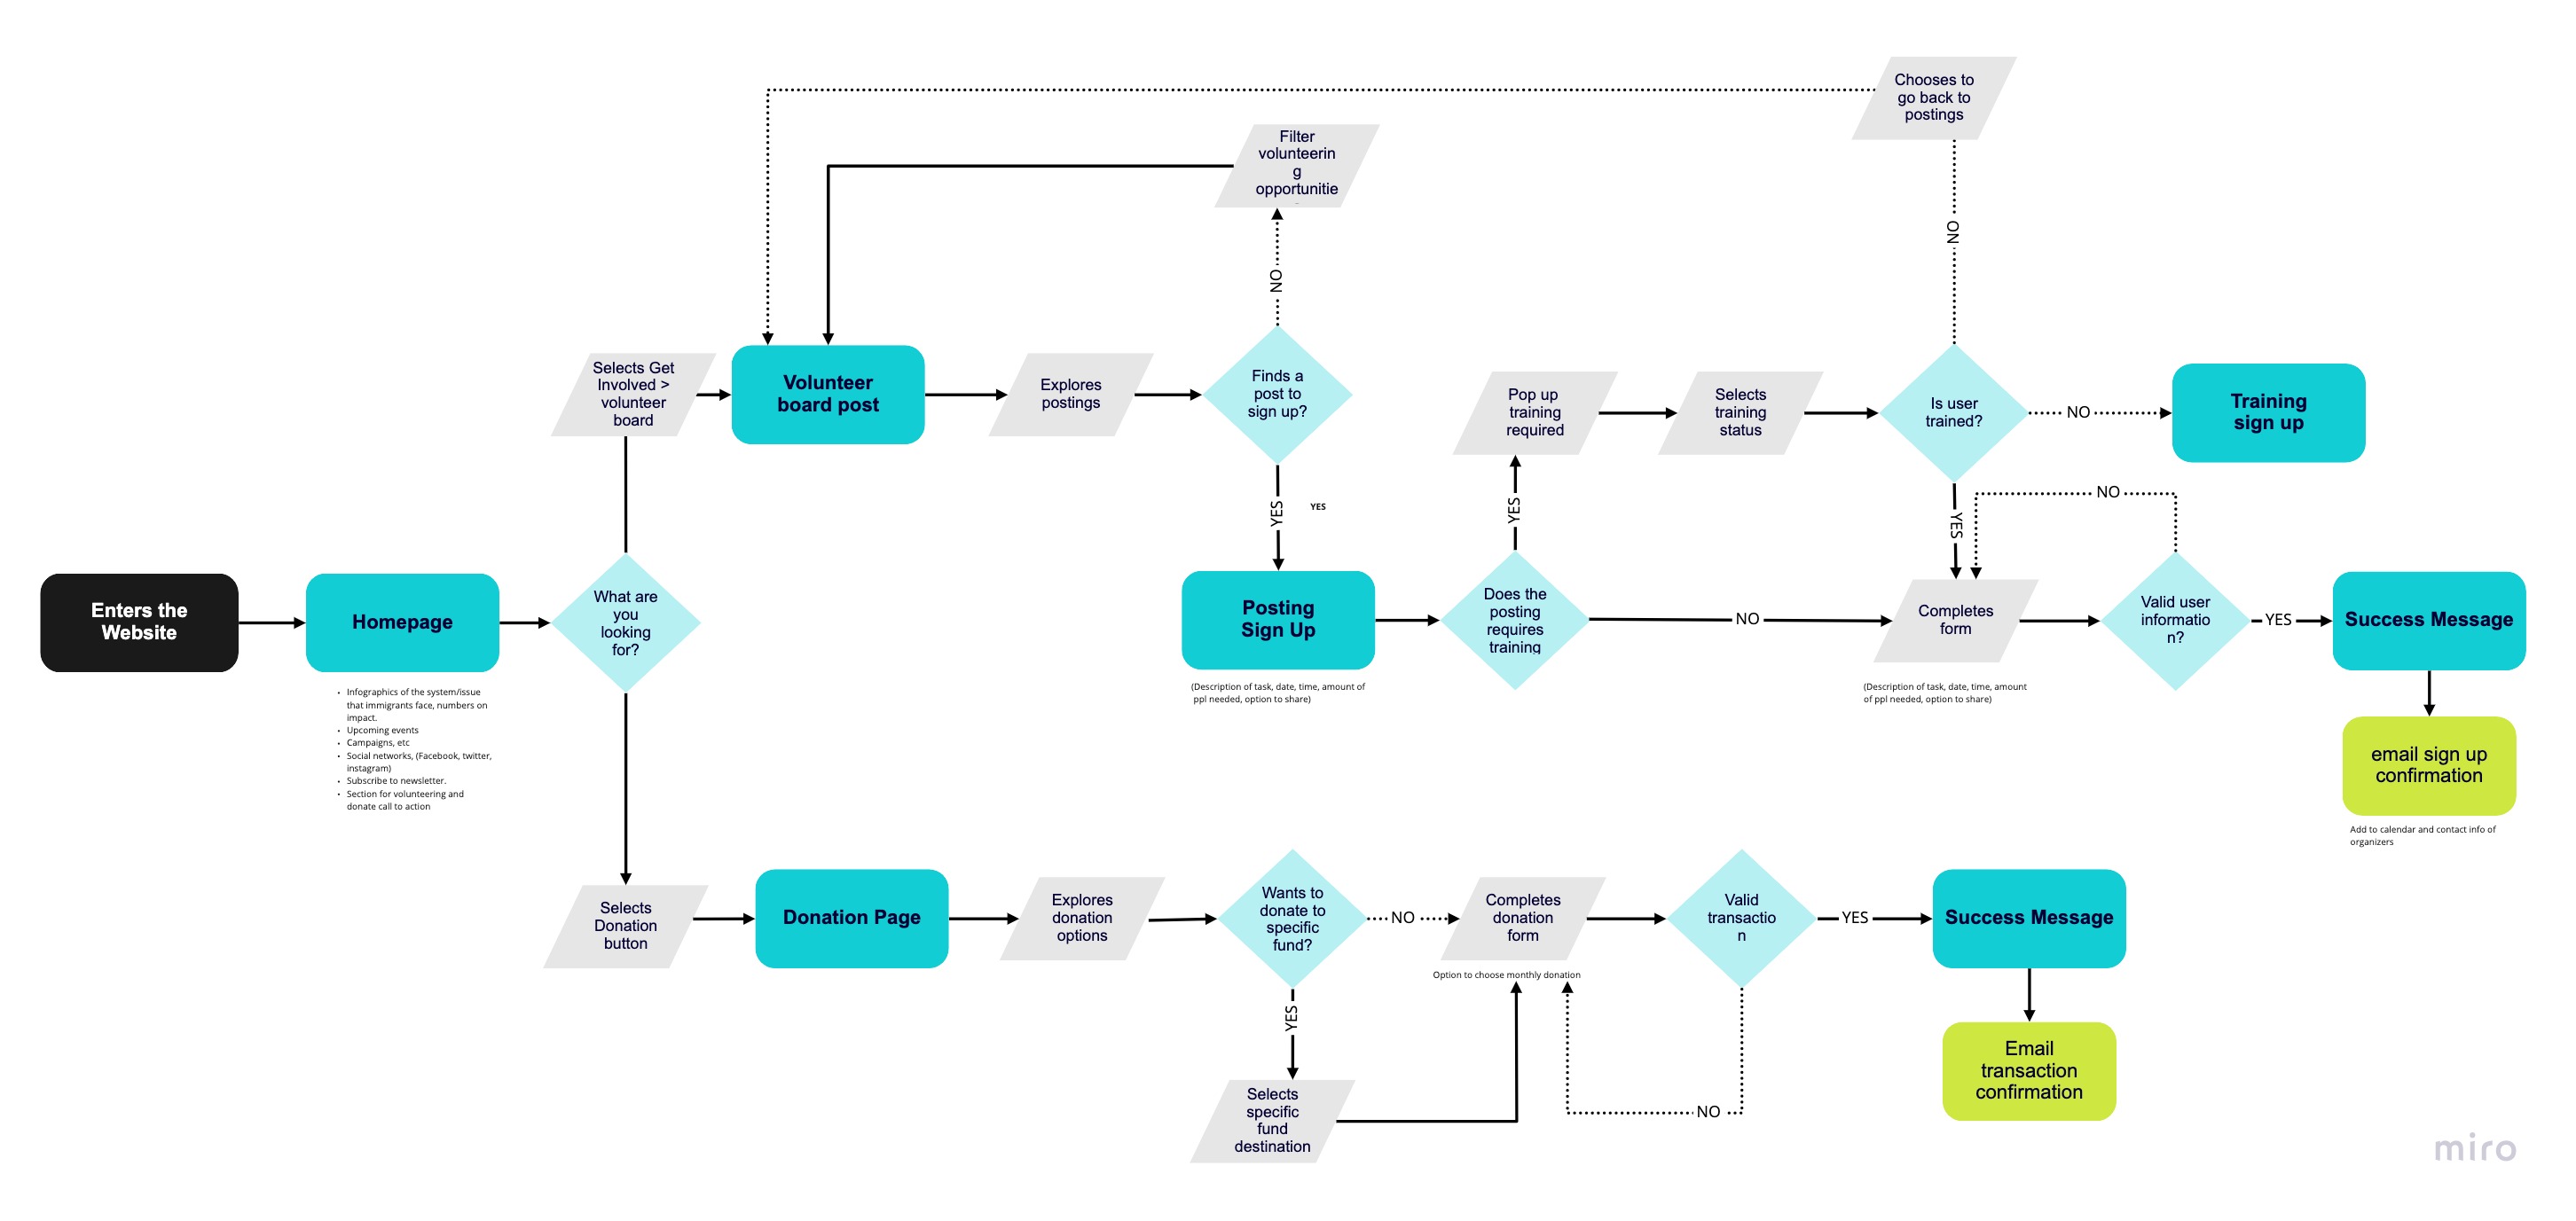 Chooses to
go back to
postings
Filter
volunteerin
g
opportunitie
NO
NO
Selects Get
Involved >
volunteer
board
Volunteer
board post
Explores
postings
Finds a
post to
sign up?
Pop up
training
required
Selects
training
status
Is user
trained?
NO
Training
sign up
YES
YES
YES
YES
NO
Enters the
Website
Homepage
What are
you
looking
for?
Posting
Sign Up
Does the
posting
requires
training
NO
Completes
form
Valid user
informatio
n?
YES
Success Message
• Infographics of the system/issue
that immigrants face, numbers on
impact.
• Upcoming events
• Campaigns, etc
• Social networks, (Facebook, twitter,
instagram)
• Subscribe to newsletter.
• Section for volunteering and
donate call to action
(Description of task, date, time, amount of
ppl needed, option to share)
(Description of task, date, time, amount
of ppl needed, option to share)
email sign up
confirmation
Add to calendar and contact info of
organizers
Selects
Donation
button
Donation Page
Explores
donation
options
Wants to
donate to
specific
fund?
NO
Completes
donation
form
Option to choose monthly donation
Valid
transactio
n
YES
Success Message
YES
Selects
specific
fund
destination
NO
Email
transaction
confirmation
miro